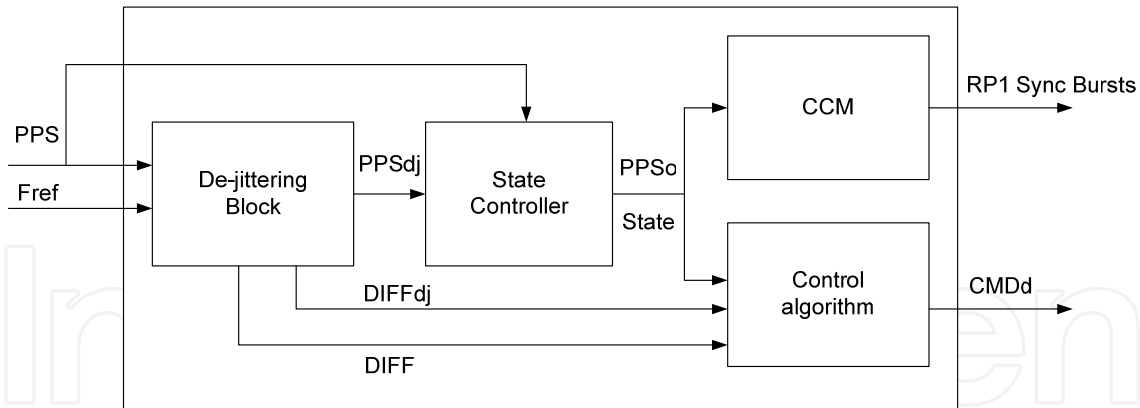 RP1 Sync Bursts
CCM
PPS
PPSdj
PPSo
De-jittering
Block
State
Controller
Fref
State
Control
algorithm
CMDd
DIFFdj
DIFF